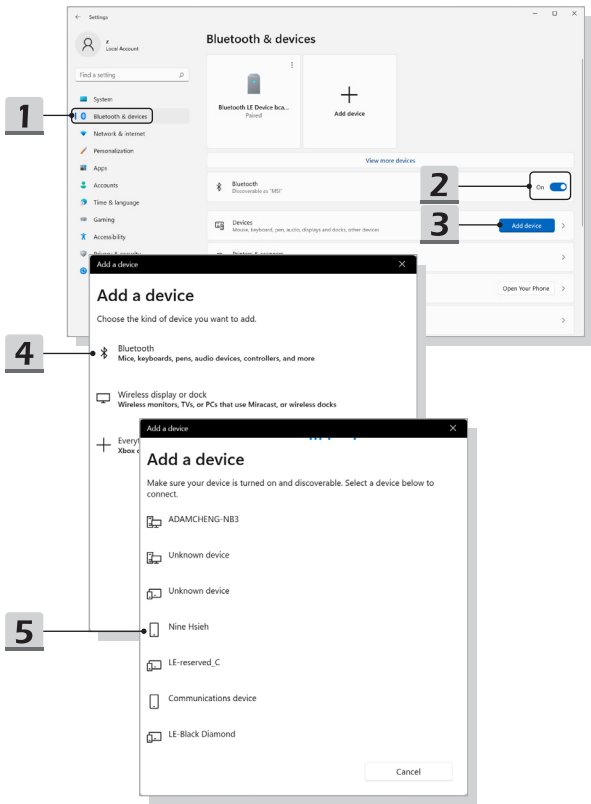 Settings
z
Local Account
Find a setting
System
Bluetooth & devices
Network & internet
Personalization
Apps
Accounts
Time & language
Gaming
Accessibility
Privacy & security
Bluetooth & devices
Bluetooth LE Device bca...
Paired
Add device
View more devices
Bluetooth
Discoverable as "MSI"
On
Devices
Mouse, keyboard, pen, audio, displays and docks, other devices
Add device
Printers & scanners
Open Your Phone
1
2
3
Add a device
Add a device
Choose the kind of device you want to add.
4
Bluetooth
Mice, keyboards, pens, audio devices, controllers, and more
Wireless display or dock
Wireless monitors, TVs, or PCs that use Miracast, or wireless docks
Add a device
Add a device
Make sure your device is turned on and discoverable. Select a device below to
connect.
ADAMCHENG-NB3
Unknown device
Unknown device
5
Nine Hsieh
LE-reserved_C
Communications device
LE-Black Diamond
Cancel